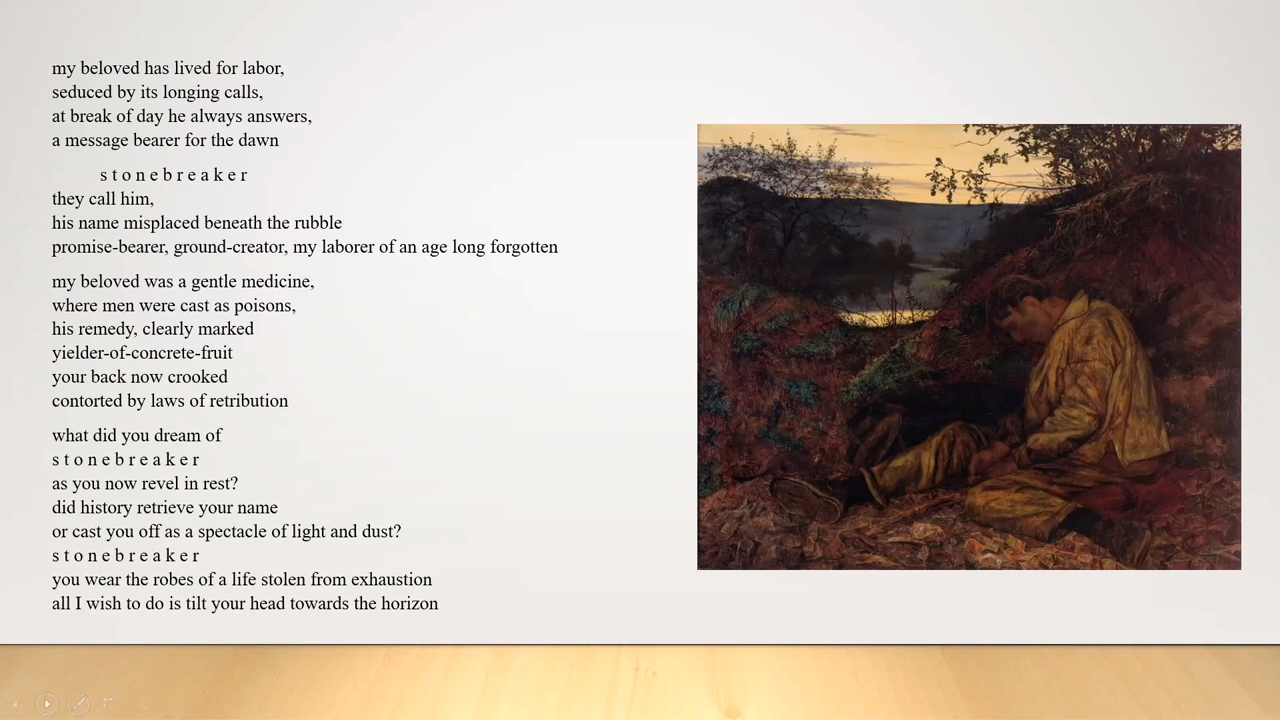 my beloved has lived for labor,
seduced by its longing calls,
at break of day he always answers,
a message bearer for the dawn
s t o n e b r e a k e r
they call him,
his name misplaced beneath the rubble
promise-bearer, ground-creator, my laborer of an age long forgotten
my beloved was a gentle medicine,
where men were cast as poisons,
his remedy, clearly marked
yielder-of-concrete-fruit
your back now crooked
contorted by laws of retribution
what did you dream of
s t o n e b r e a k e r
as you now revel in rest?
did history retrieve your name
or cast you off as a spectacle of light and dust?
s t o n e b r e a k e r
you wear the robes of a life stolen from exhaustion
all I wish to do is tilt your head towards the horizon